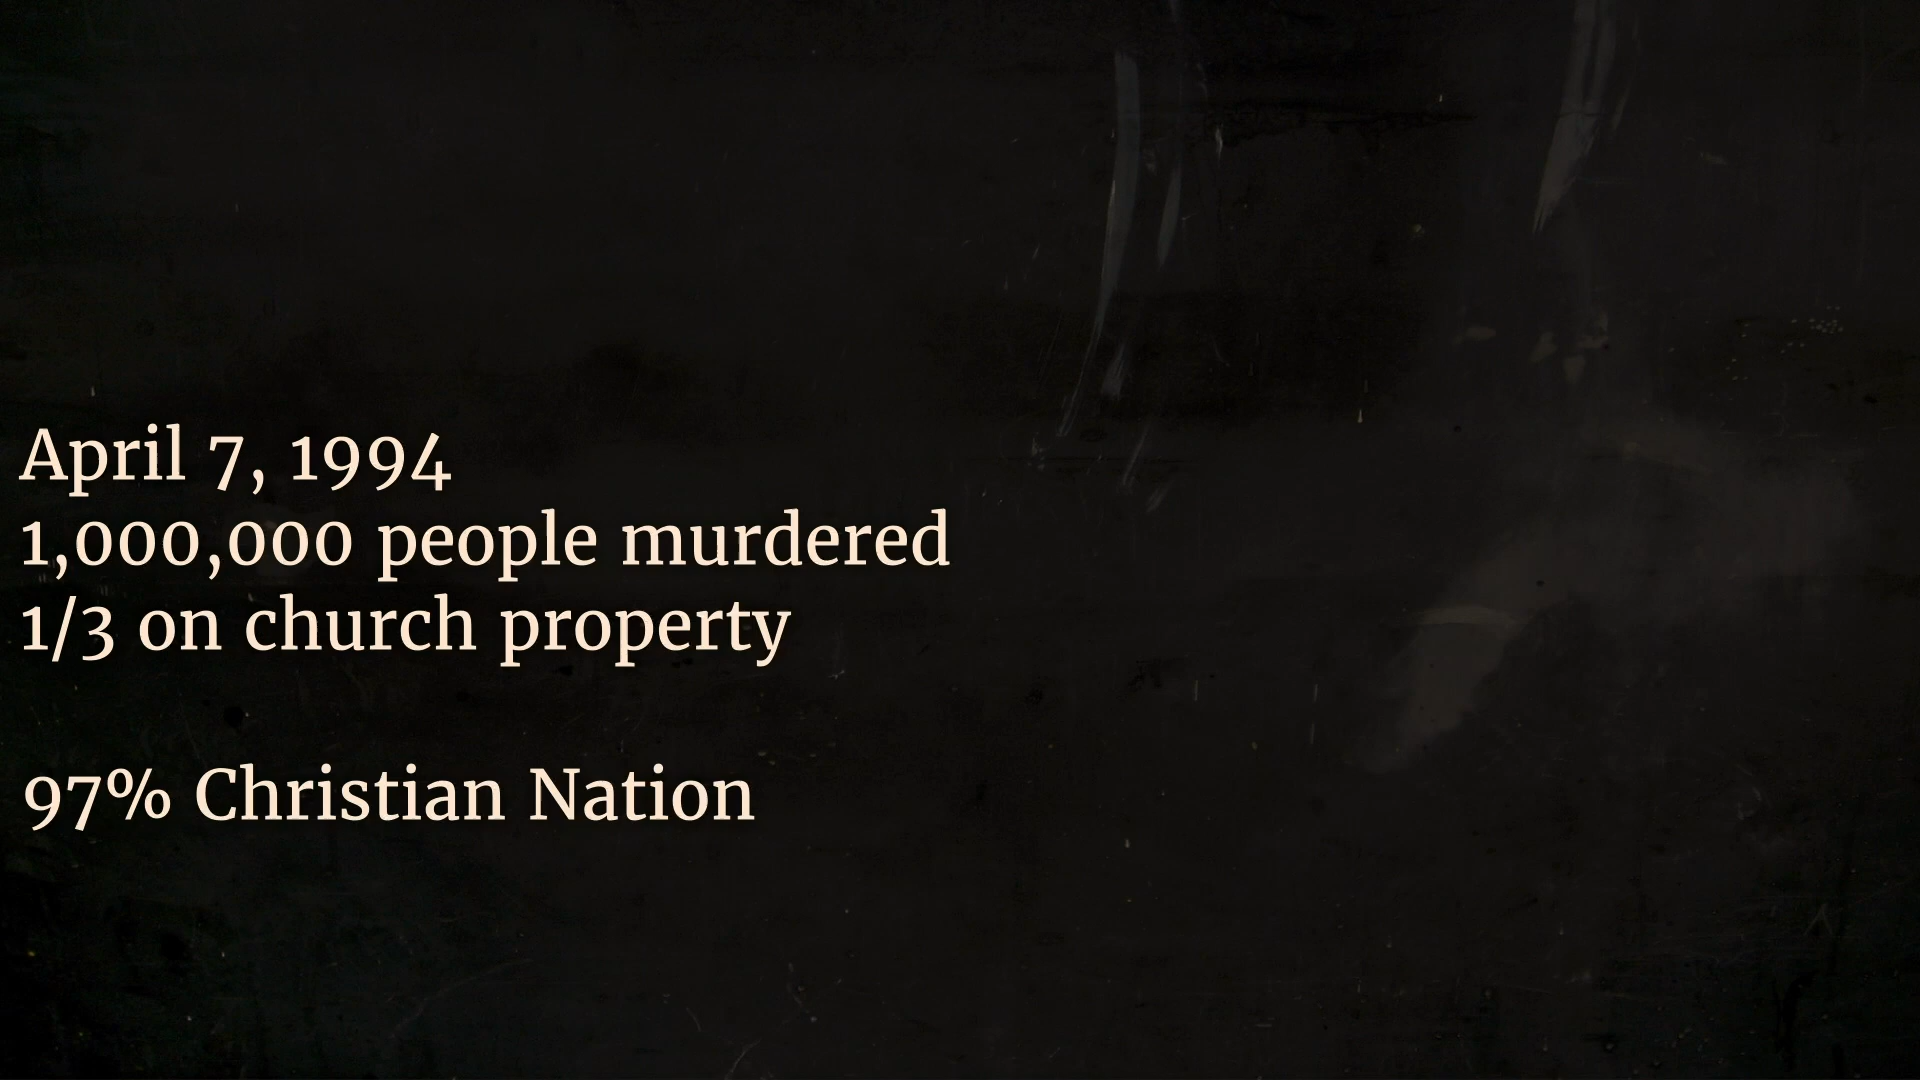 April 7, 1994
1,000,000 people murdered
1/3 on church property
97% Christian Nation